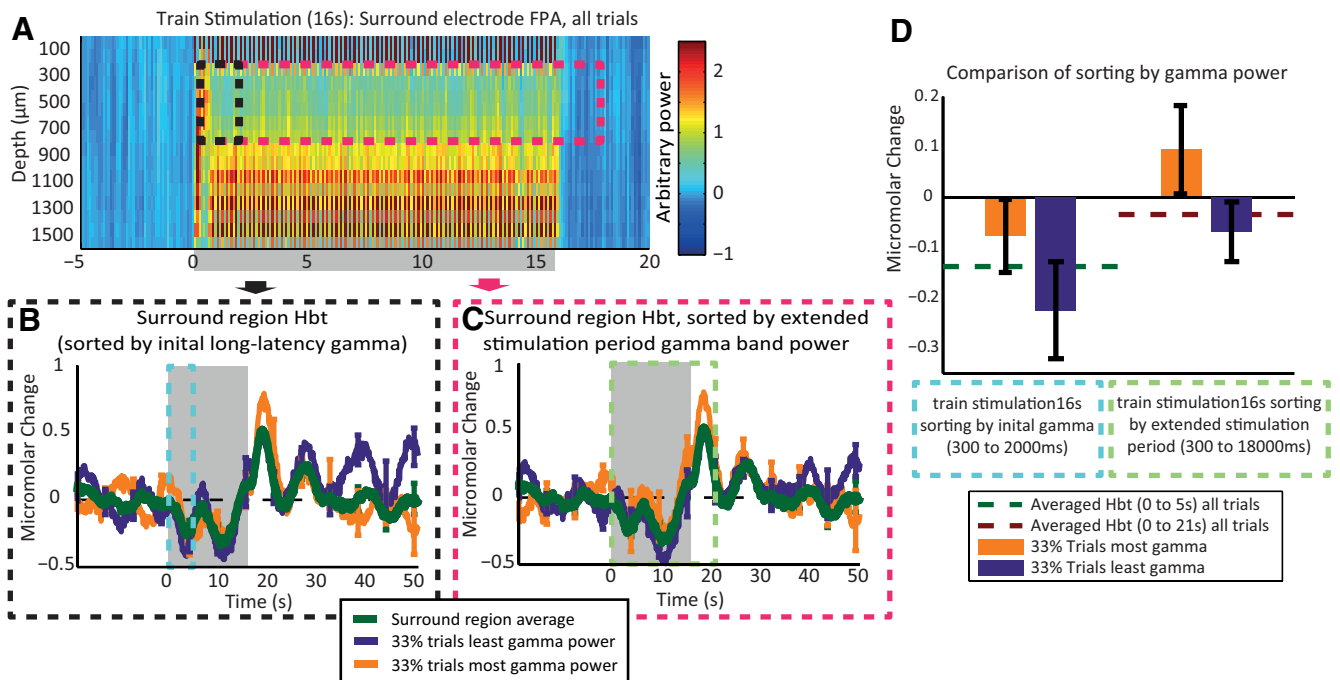 A
Train Stimulation (16s): Surround electrode FPA, all trials
Depth (µm)
100
300
500
700
900
1100
1300
1500
−5
0
5
10
15
20
Arbitrary power
2
1
0
−1
B
Surround region Hbt
(sorted by inital long-latency gamma)
Micromolar Change
1
0.5
0
−0.5
0
10
20
30
40
50
Time (s)
C
Surround region Hbt, sorted by extended
stimulation period gamma band power
Micromolar Change
1
0.5
0
−0.5
0
10
20
30
40
50
Time (s)
Surround region average
33% trials least gamma power
33% trials most gamma power
D
Comparison of sorting by gamma power
Micromolar Change
0.2
0.1
0
−0.1
−0.2
−0.3
train stimulation16s
sorting by inital gamma
(300 to 2000ms)
train stimulation16s sorting
by extended stimulation
period (300 to 18000ms)
Averaged Hbt (0 to 5s) all trials
Averaged Hbt (0 to 21s) all trials
33% Trials most gamma
33% Trials least gamma